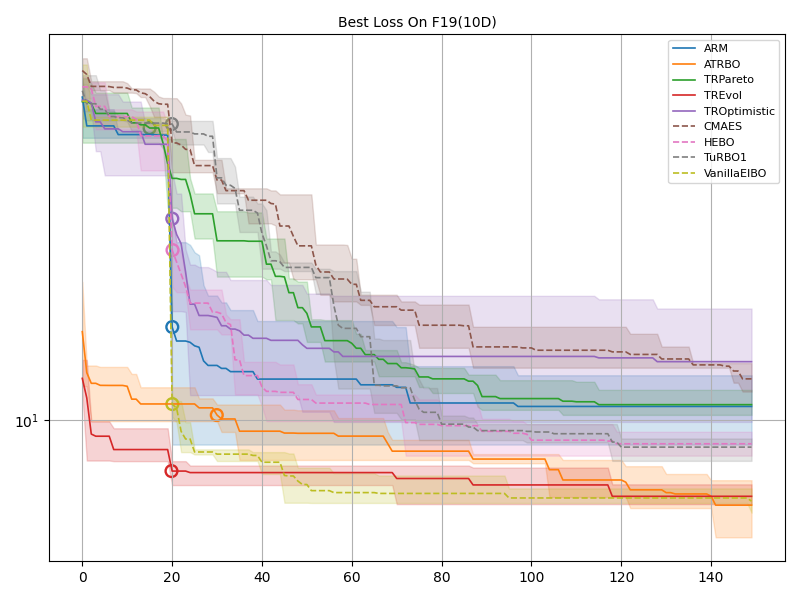 Best Loss On F19(10D)
ARM
ATRBO
TRPareto
TREvol
TROptimistic
CMAES
HEBO
TuRBO1
VanillaEIBO
10¹
0 20 40 60 80 100 120 140